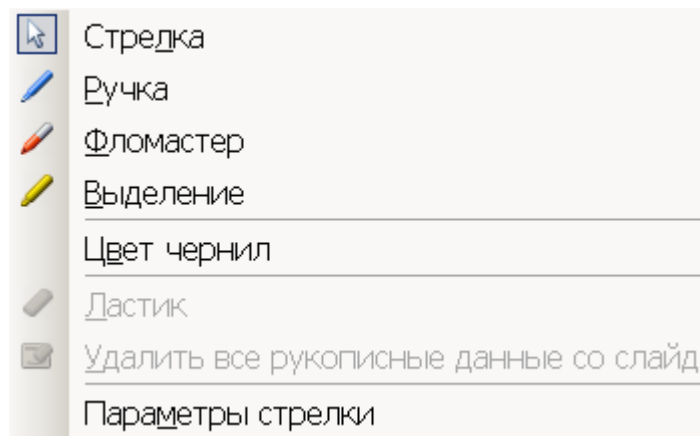 Стрелка
Ручка
Фломастер
Выделение
Цвет чернил
Ластик
Удалить все рукописные данные со слайд
Параметры стрелки